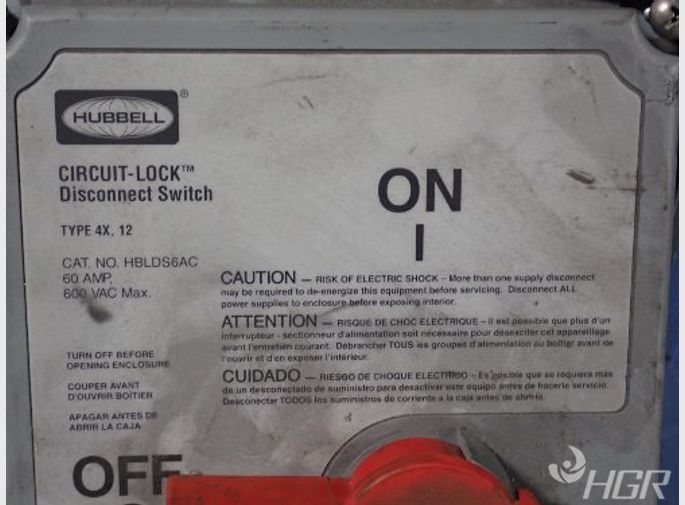 HUBBELL®
CIRCUIT-LOCK™
Disconnect Switch
TYPE 4X, 12
CAT. NO. HBLDS6AC
60 AMP,
600 VAC Max.
TURN OFF BEFORE
OPENING ENCLOSURE
COUPER AVANT
D'OUVRIR BOÎTIER
APAGAR ANTES DE
ABRIR LA CAJA
OFF
ON
I
CAUTION – RISK OF ELECTRIC SHOCK – More than one supply disconnect
may be required to de-energize this equipment before servicing. Disconnect ALL
power supplies to enclosure before exposing interior.
ATTENTION – RISQUE DE CHOC ÉLECTRIQUE – Il est possible que plus d'un
interrupteur - sectionneur d'alimentation soit nécessaire pour desexciter cet appareillage
avant l'entretien courant. Débrancher TOUS les groupes d'alimentation au boîtier avant de
l'ouvrir et d'en exposer l'intérieur.
CUIDADO – RIESGO DE CHOQUE ELECTRICO – Es posible que se requiera mas
de un desconectado de suministro para desactivar este equipo antes de hacerle servicio.
Desconectar TODOS los suministros de corriente a la caja antes de abrirla.
HGR